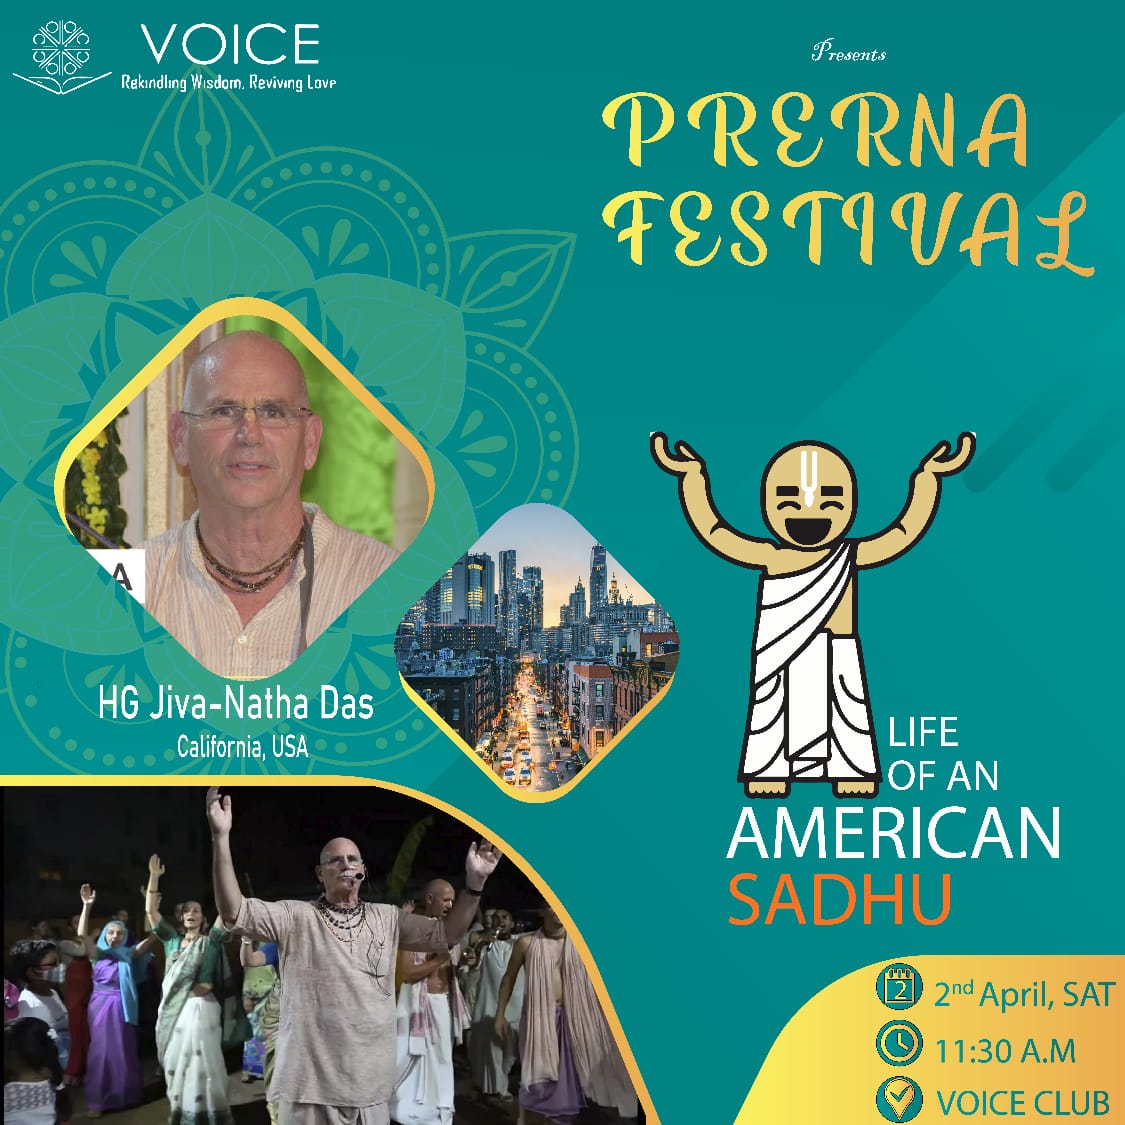 VOICE
Rekindling Wisdom, Reviving Love
Presents
PRERNA
FESTIVAL
A
HG Jiva-Natha Das
California, USA
LIFE
OF AN
AMERICAN
SADHU
2
2nd April, SAT
11:30 A.M
VOICE CLUB